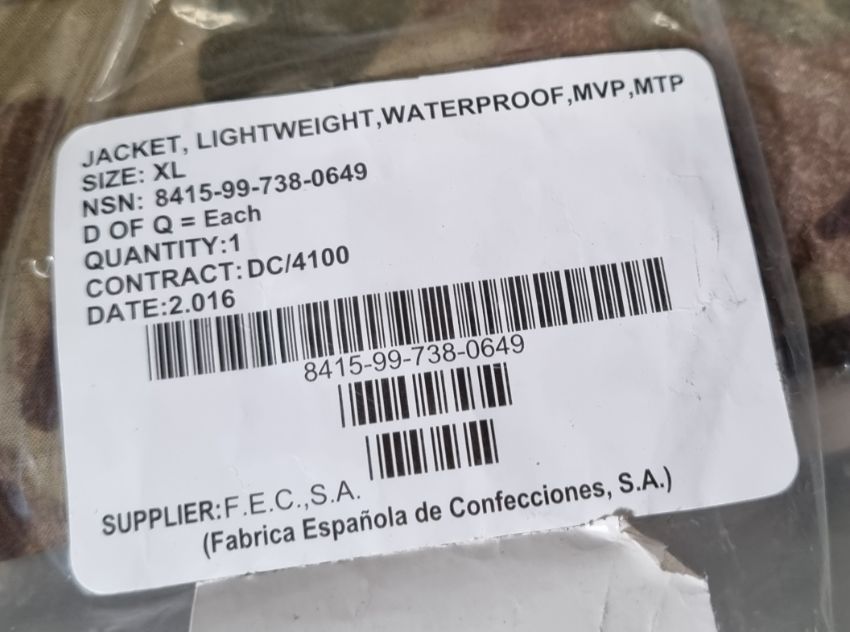 JACKET, LIGHTWEIGHT,WATERPROOF,MVP,MTP
SIZE: XL
NSN: 8415-99-738-0649
D OF Q = Each
QUANTITY:1
CONTRACT: DC/4100
DATE:2.016
8415-99-738-0649
SUPPLIER:F.E.C.,S.A.
(Fabrica Española de Confecciones, S.A.)